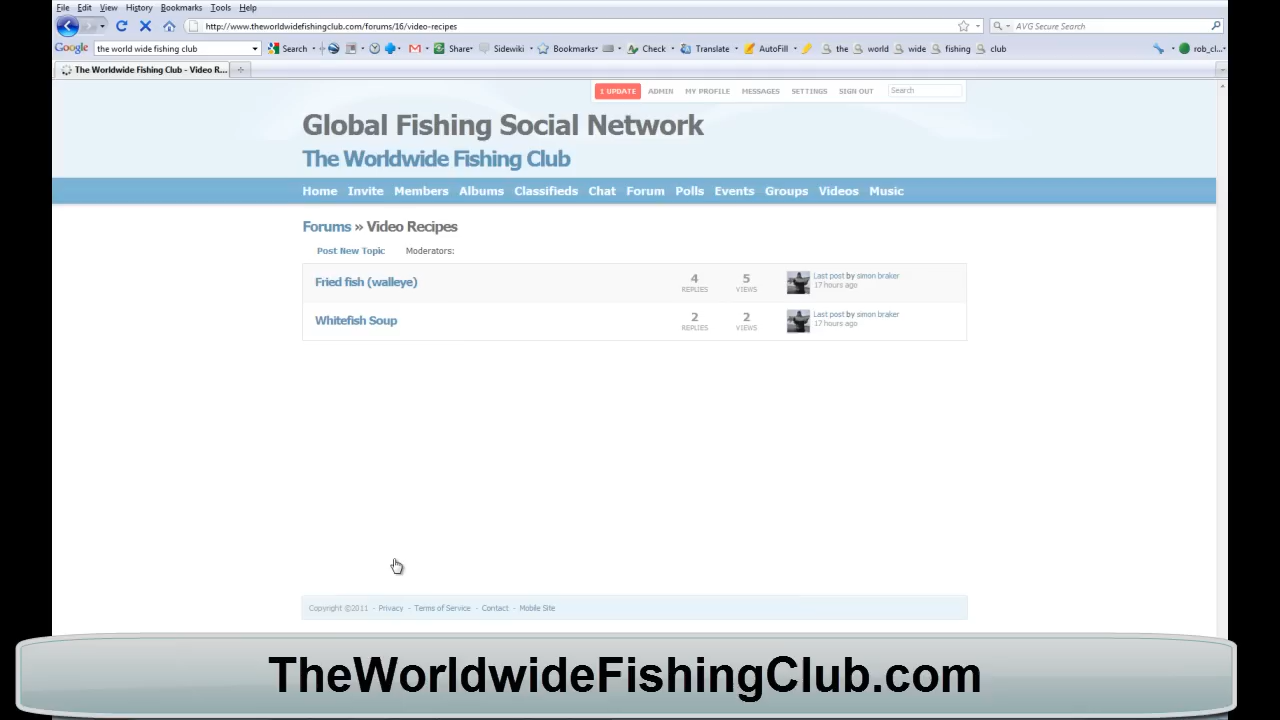 File Edit View History Bookmarks Tools Help
http://www.theworldwidefishingclub.com/forums/16/video-recipes
AVG Secure Search
Google the world wide fishing club Search Share Sidewiki Bookmarks Check Translate AutoFill the world wide fishing club rob_cl...
The Worldwide Fishing Club - Video R...
1 UPDATE ADMIN MY PROFILE MESSAGES SETTINGS SIGN OUT Search
Global Fishing Social Network
The Worldwide Fishing Club
Home Invite Members Albums Classifieds Chat Forum Polls Events Groups Videos Music
Forums » Video Recipes
Post New Topic Moderators:
Fried fish (walleye) 4 REPLIES 5 VIEWS Last post by simon braker
17 hours ago
Whitefish Soup 2 REPLIES 2 VIEWS Last post by simon braker
17 hours ago
Copyright ©2011 - Privacy - Terms of Service - Contact - Mobile Site
TheWorldwideFishingClub.com